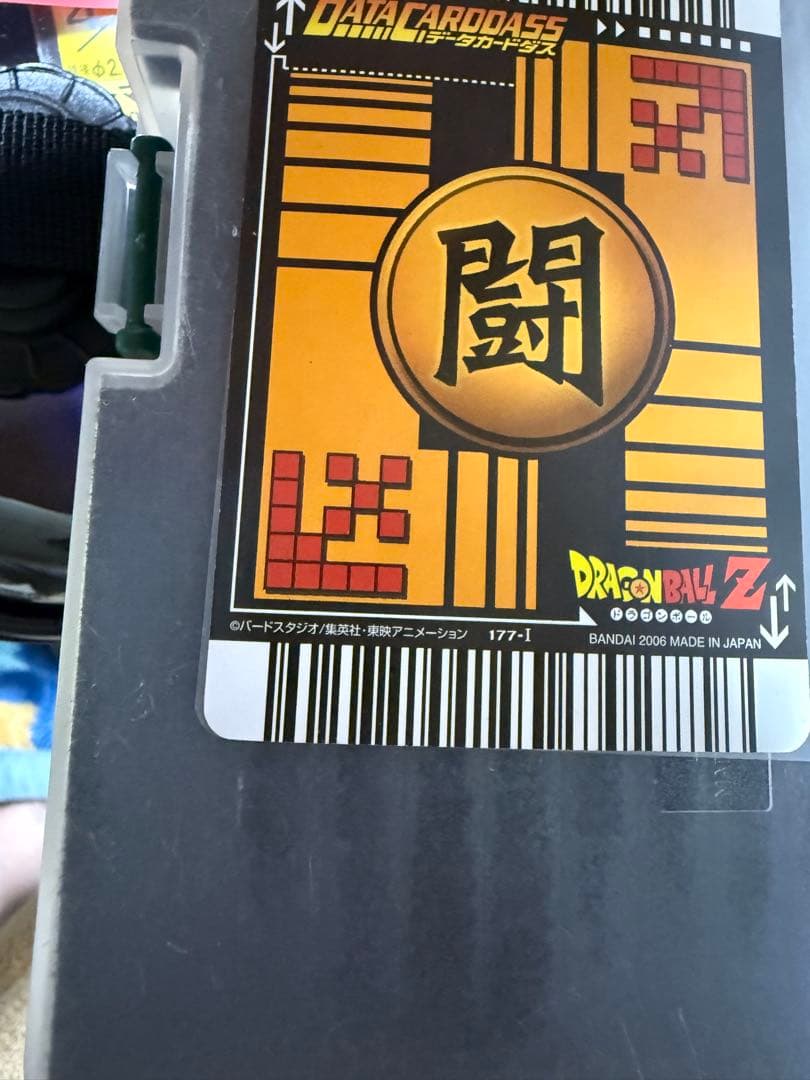 DATA CARDDASS
データカードダス
闘
DRAGONBALL Z
ドラゴンボール
©バードスタジオ/集英社・東映アニメーション 177-I
BANDAI 2006 MADE IN JAPAN